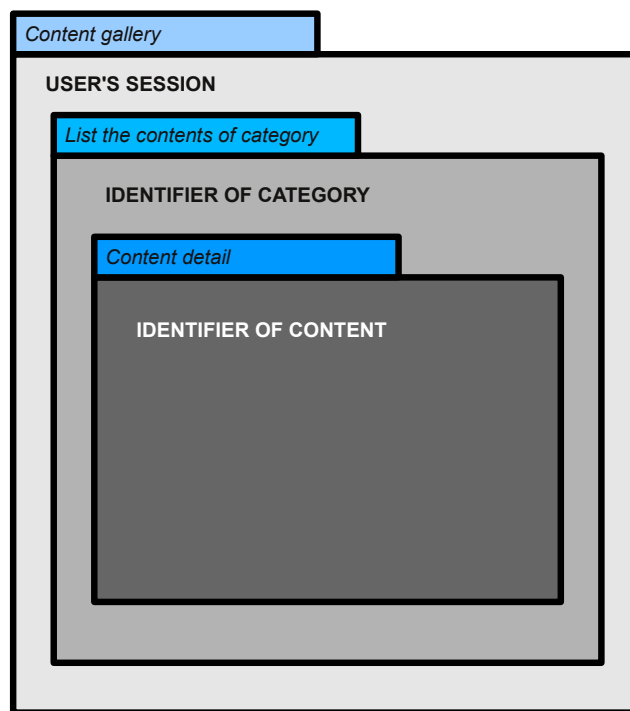 Content gallery
USER'S SESSION
List the contents of category
IDENTIFIER OF CATEGORY
Content detail
IDENTIFIER OF CONTENT